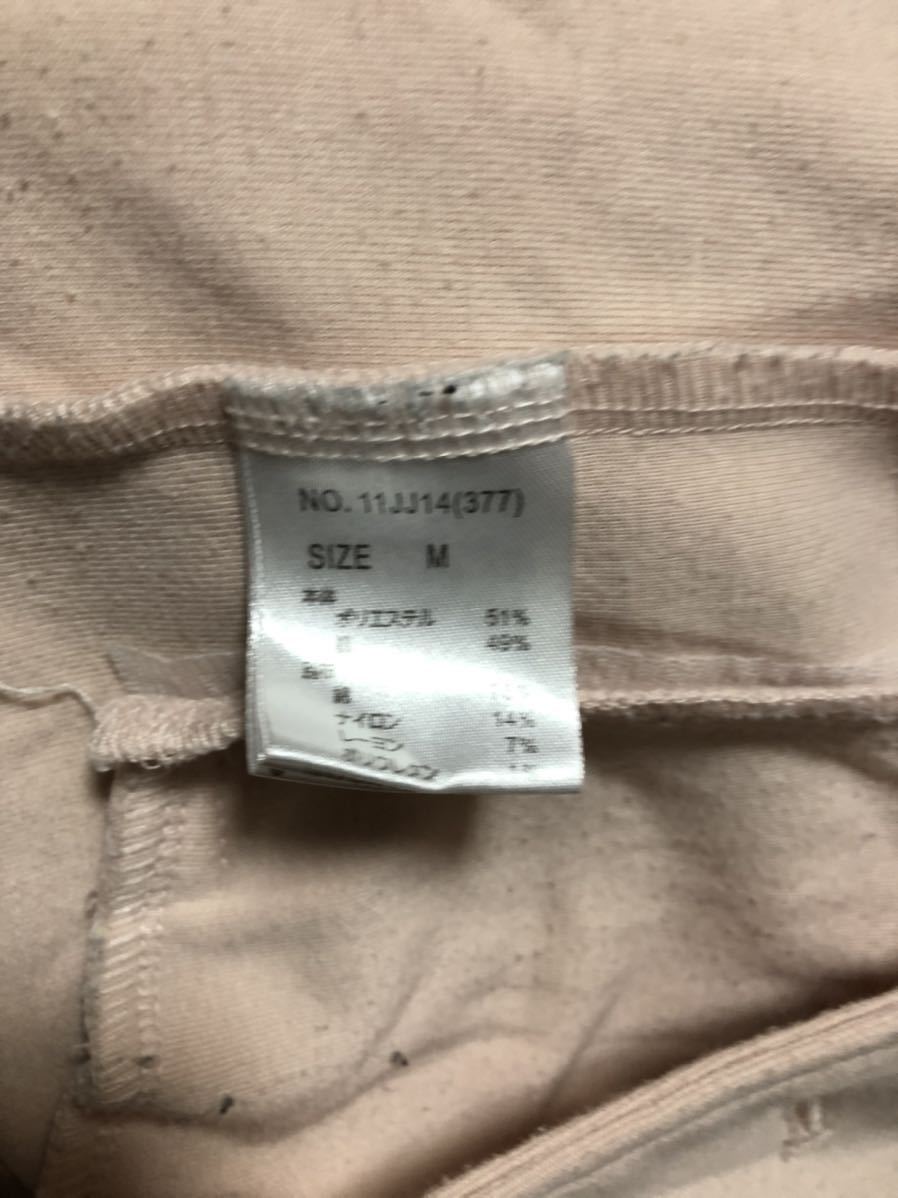 NO. 11JJ14(377)
SIZE M
本体
ポリエステル 51%
49%
綿
ナイロン 14%
レーヨン 7%